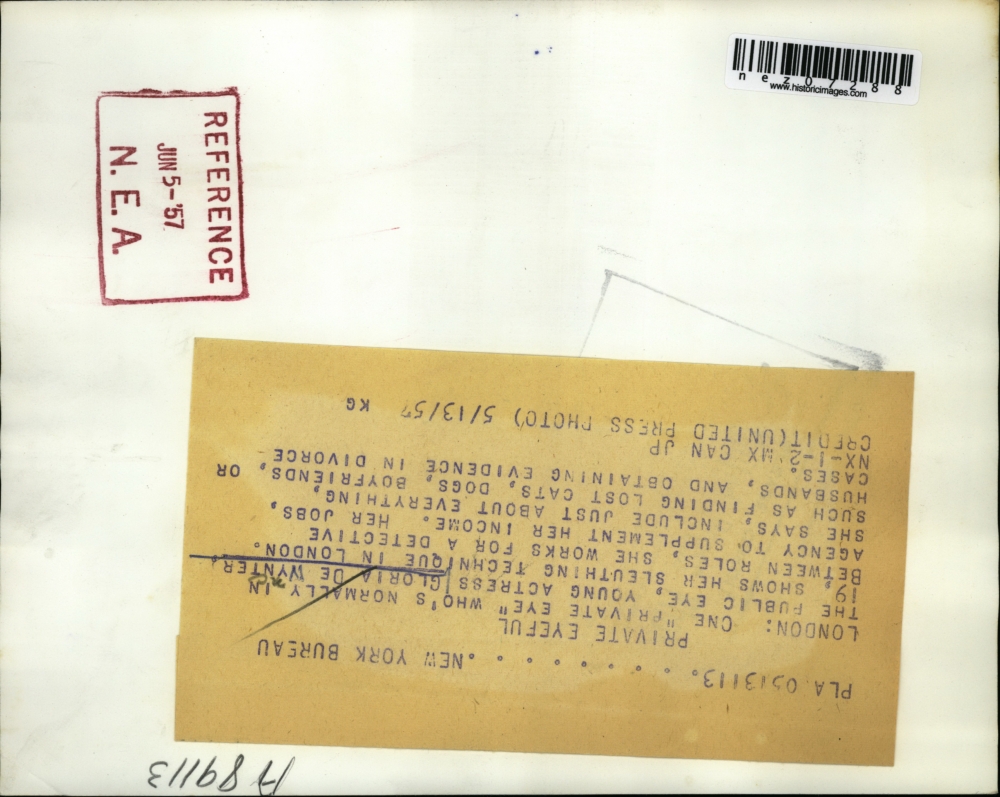 nez07288
www.historicimages.com
REFERENCE
JUN 5-'57
N. E. A.
PLA 0513113. . . . . . . . NEW YORK BUREAU
PRIVATE EYEFUL
LONDON: ONE "PRIVATE EYE" WHO'S NORMALLY IN
THE PUBLIC EYE, YOUNG ACTRESS GLORIA DE WYNTER,
19, SHOWS HER SLEUTHING TECHNIQUE IN LONDON.
BETWEEN ROLES, SHE WORKS FOR A DETECTIVE
AGENCY TO SUPPLEMENT HER INCOME. HER JOBS,
SHE SAYS, INCLUDE JUST ABOUT EVERYTHING,
SUCH AS FINDING LOST CATS, DOGS, BOYFRIENDS, OR
HUSBANDS, AND OBTAINING EVIDENCE IN DIVORCE
CASES.
NX-1-2 MX CAN JP
CREDIT(UNITED PRESS PHOTO) 5/13/57 KG
A89113